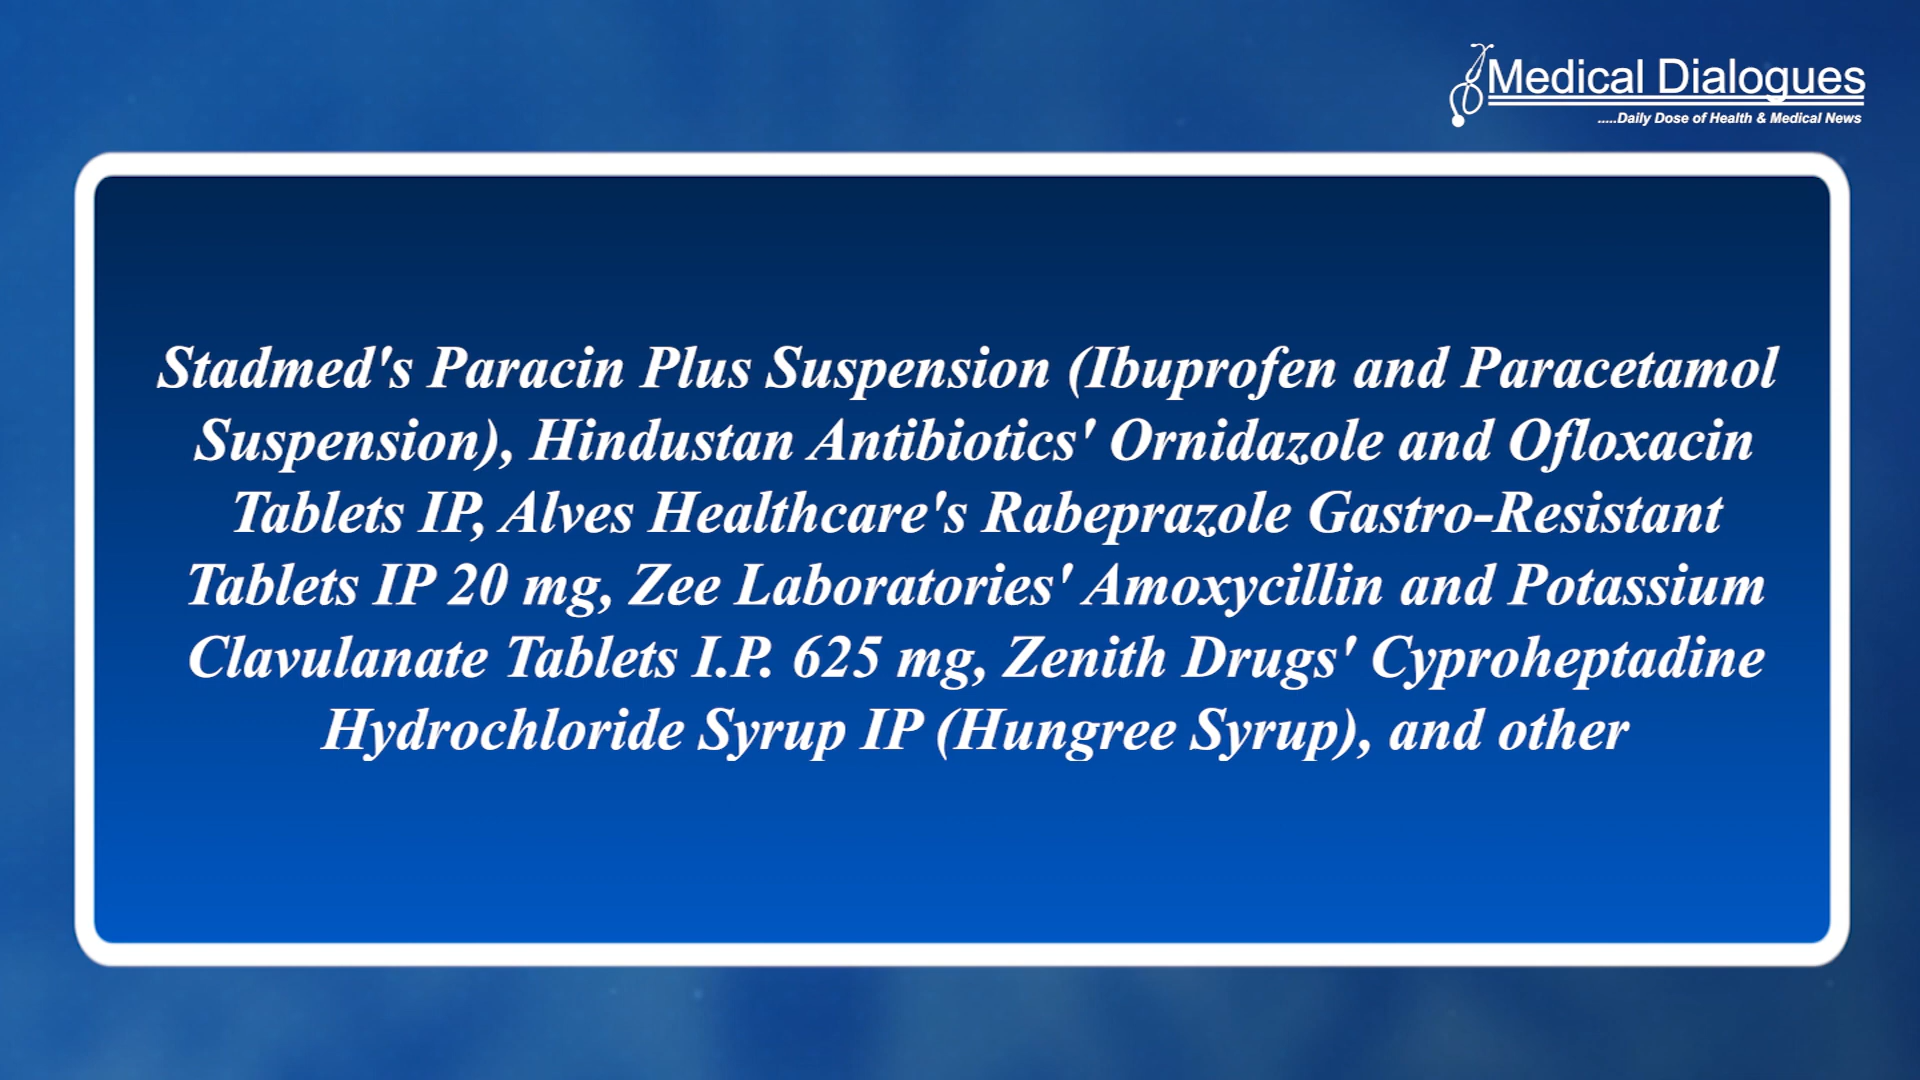 Medical Dialogues
.....Daily Dose of Health & Medical News
Stadmed's Paracin Plus Suspension (Ibuprofen and Paracetamol
Suspension), Hindustan Antibiotics' Ornidazole and Ofloxacin
Tablets IP, Alves Healthcare's Rabeprazole Gastro-Resistant
Tablets IP 20 mg, Zee Laboratories' Amoxycillin and Potassium
Clavulanate Tablets I.P. 625 mg, Zenith Drugs' Cyproheptadine
Hydrochloride Syrup IP (Hungree Syrup), and other